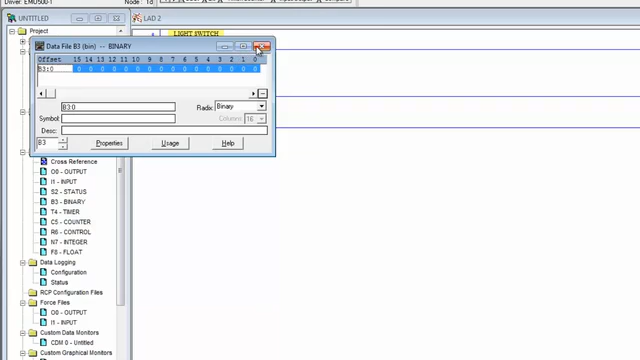 Driver: EMU500-1
Node: 1d
UNTITLED
LAD 2
Project
LIGHT SWITCH
Data File B3 (bin) -- BINARY
Offset 15 14 13 12 11 10 9 8 7 6 5 4 3 2 1 0
B3:0 0 0 0 0 0 0 0 0 0 0 0 0 0 0 0 0
B3:0
Radix: Binary
Symbol:
Columns: 16
Desc:
B3
Properties
Usage
Help
Cross Reference
O0 - OUTPUT
I1 - INPUT
S2 - STATUS
B3 - BINARY
T4 - TIMER
C5 - COUNTER
R6 - CONTROL
N7 - INTEGER
F8 - FLOAT
Data Logging
Configuration
Status
RCP Configuration Files
Force Files
O0 - OUTPUT
I1 - INPUT
Custom Data Monitors
CDM 0 - Untitled
Custom Graphical Monitors